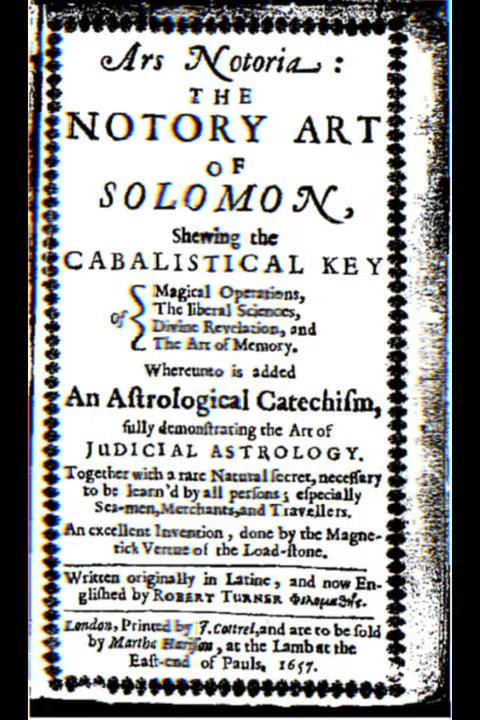 Ars Notoria:
THE
NOTORY ART
OF
SOLOMON,
Shewing the
CABALISTICAL KEY
Of { Magical Operations,
The liberal Sciences,
Divine Revelation, and
The Art of Memory.
Whereunto is added
An Aſtrological Catechiſm,
fully demonſtrating the Art of
JUDICIAL ASTROLOGY.
Together with a rare Natural ſecret, neceſſary
to be learn'd by all perſons; eſpecially
Sea-men, Merchants, and Travellers.
An excellent Invention, done by the Magne-
tick Vertue of the Load-ſtone.
Written originally in Latine, and now En-
gliſhed by ROBERT TURNER Φιλομαθής.
London, Printed by J. Cottrel, and are to be ſold
by Martha Hariſon, at the Lamb at the
Eaſt-end of Pauls. 1657.